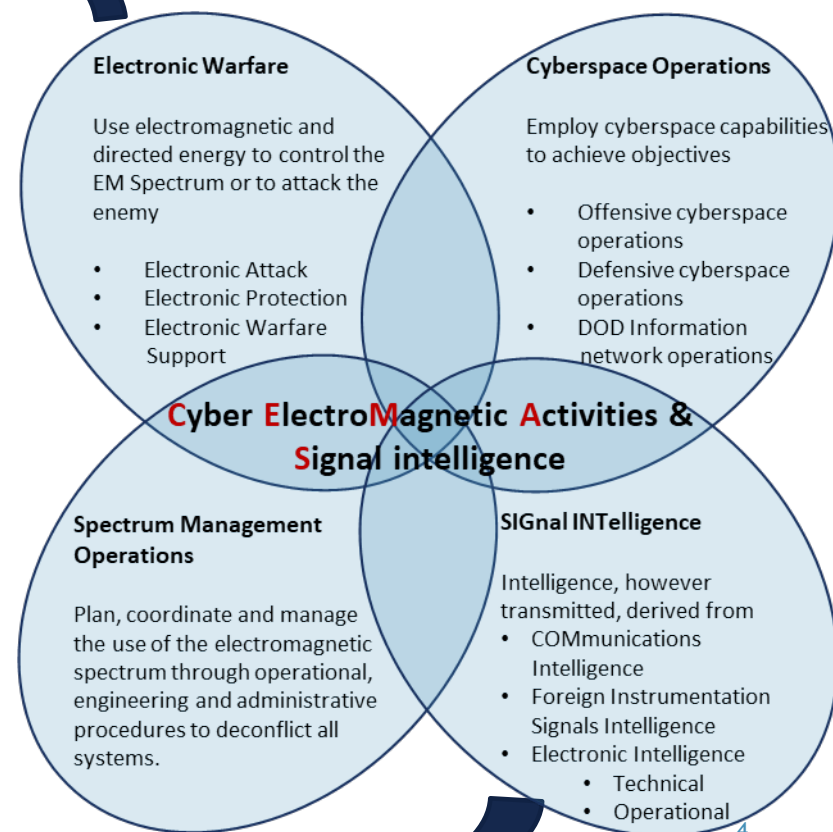 Electronic Warfare
Use electromagnetic and
directed energy to control the
EM Spectrum or to attack the
enemy
• Electronic Attack
• Electronic Protection
• Electronic Warfare
Support
Cyberspace Operations
Employ cyberspace capabilities
to achieve objectives
• Offensive cyberspace
operations
• Defensive cyberspace
operations
• DOD Information
network operations
Cyber ElectroMagnetic Activities &
Signal intelligence
Spectrum Management
Operations
Plan, coordinate and manage
the use of the electromagnetic
spectrum through operational,
engineering and administrative
procedures to deconflict all
systems.
SIGnal INTelligence
Intelligence, however
transmitted, derived from
• COMmunications
Intelligence
• Foreign Instrumentation
Signals Intelligence
• Electronic Intelligence
• Technical
• Operational
4